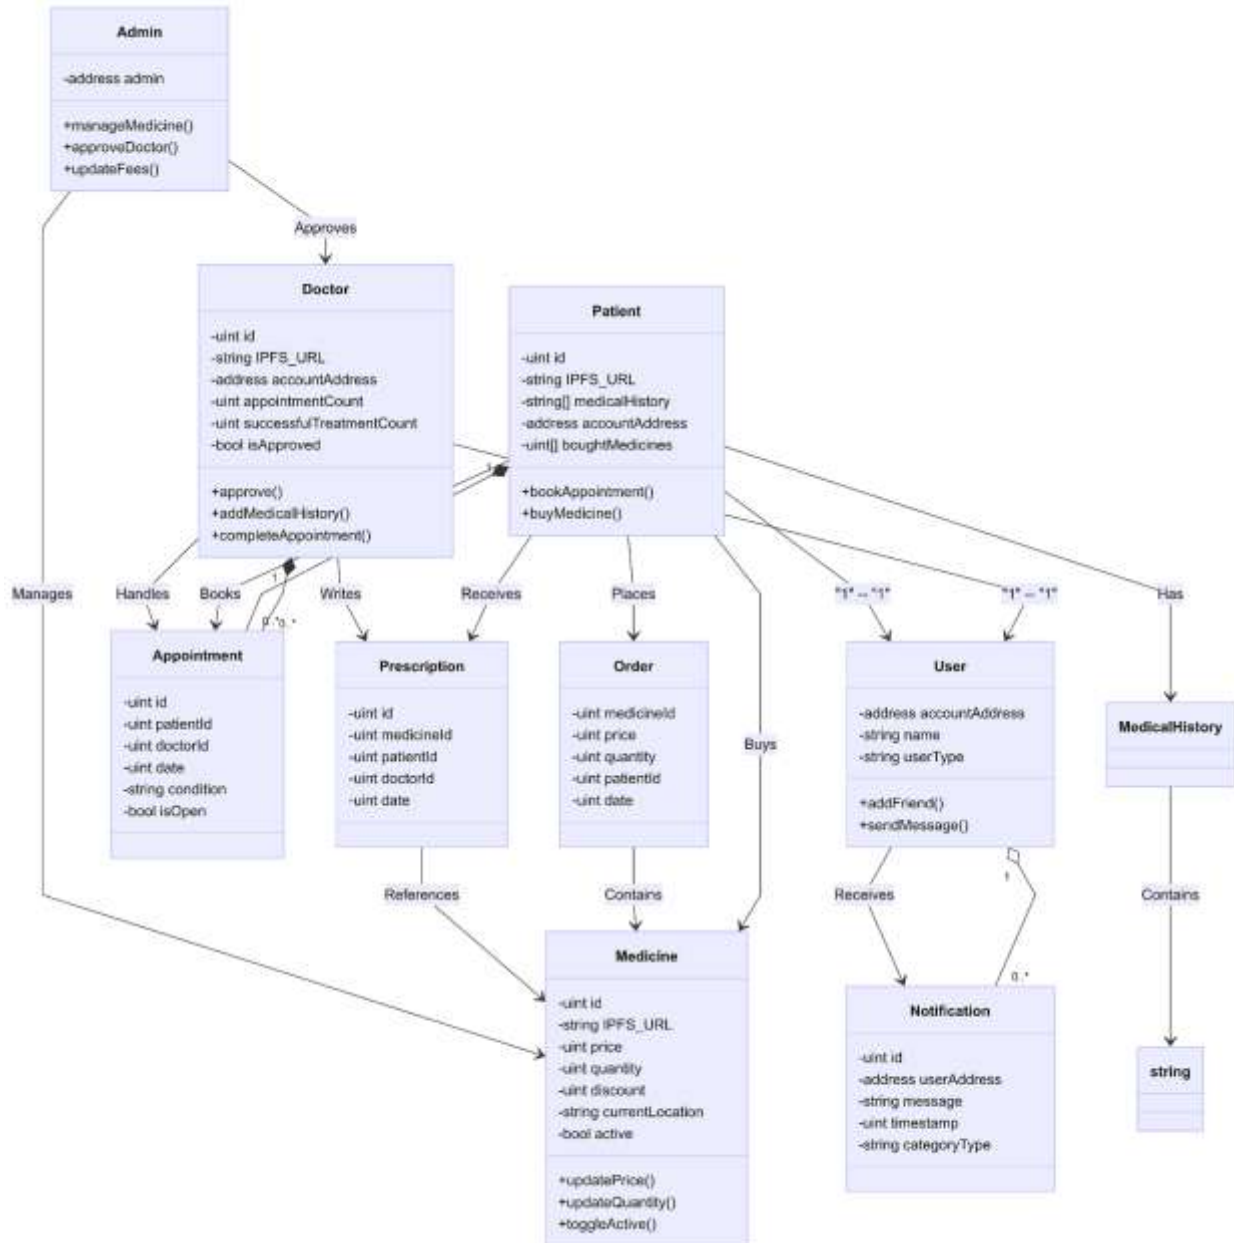 Admin
-address admin
+manageMedicine()
+approveDoctor()
+updateFees()
Approves
Doctor
-uint id
-string IPFS_URL
-address accountAddress
-uint appointmentCount
-uint successfulTreatmentCount
-bool isApproved
+approve()
+addMedicalHistory()
+completeAppointment()
Patient
-uint id
-string IPFS_URL
-string[] medicalHistory
-address accountAddress
-uint[] boughtMedicines
+bookAppointment()
+buyMedicine()
1
1
Manages
Handles
Books
Writes
Receives
Places
"1" -- "1"
"1" -- "1"
Has
0..*
0..*
Appointment
-uint id
-uint patientId
-uint doctorId
-uint date
-string condition
-bool isOpen
Prescription
-uint id
-uint medicineId
-uint patientId
-uint doctorId
-uint date
Order
-uint medicineId
-uint price
-uint quantity
-uint patientId
-uint date
Buys
User
-address accountAddress
-string name
-string userType
+addFriend()
+sendMessage()
MedicalHistory
References
Contains
Receives
1
Contains
0..*
Medicine
-uint id
-string IPFS_URL
-uint price
-uint quantity
-uint discount
-string currentLocation
-bool active
+updatePrice()
+updateQuantity()
+toggleActive()
Notification
-uint id
-address userAddress
-string message
-uint timestamp
-string categoryType
string